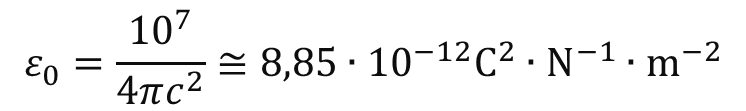 ε₀ = 10⁷/4πc² ≅ 8,85 · 10⁻¹²C² · N⁻¹ · m⁻²